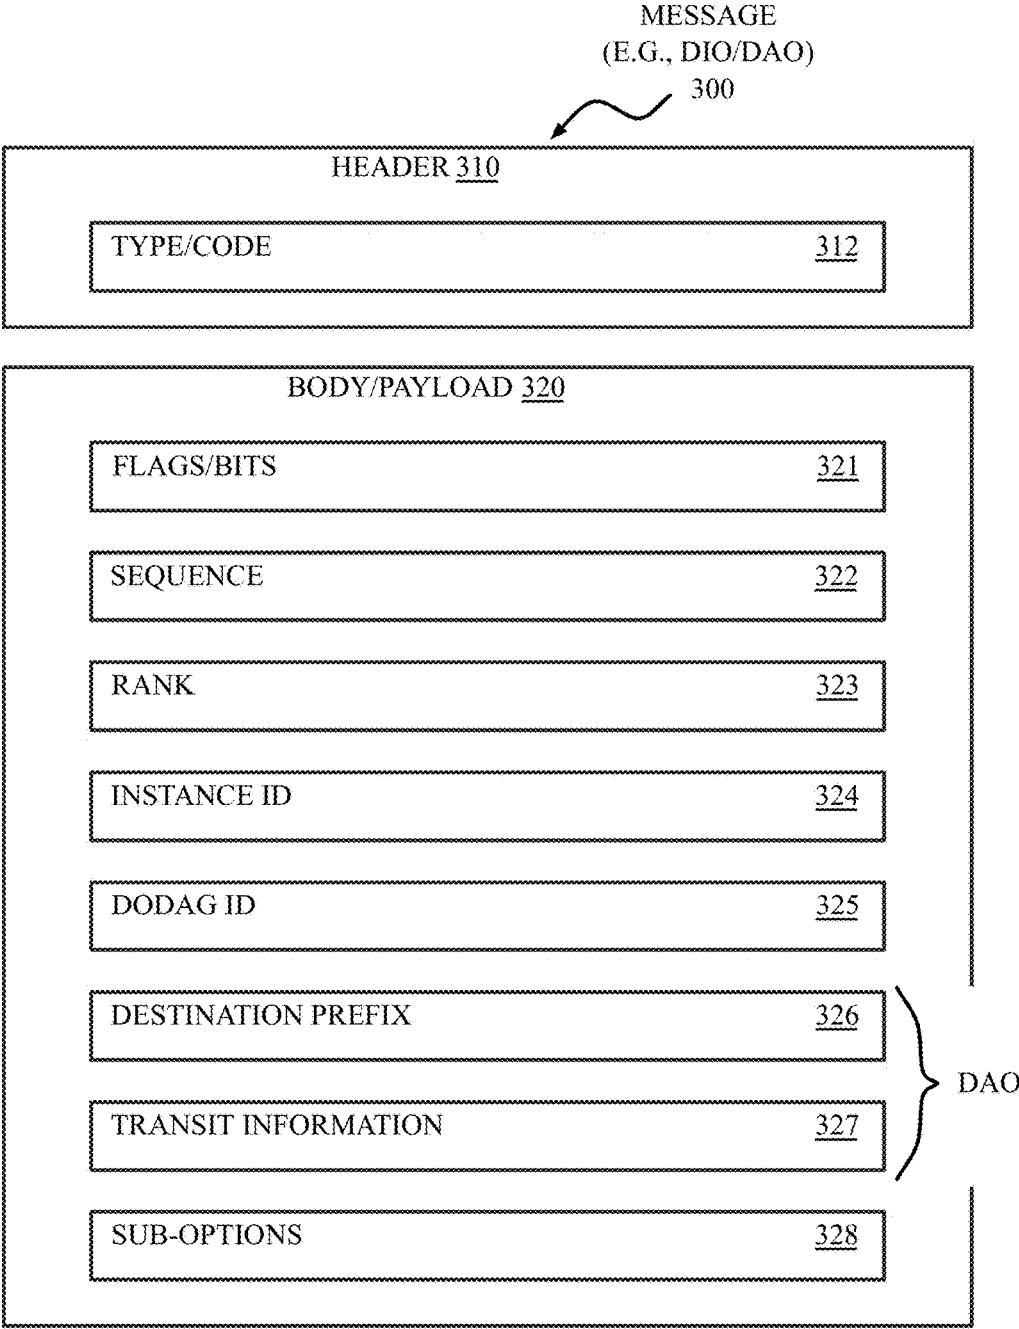 MESSAGE
(E.G., DIO/DAO)
300
HEADER 310
TYPE/CODE 312
BODY/PAYLOAD 320
FLAGS/BITS 321
SEQUENCE 322
RANK 323
INSTANCE ID 324
DODAG ID 325
DESTINATION PREFIX 326
DAO
TRANSIT INFORMATION 327
SUB-OPTIONS 328